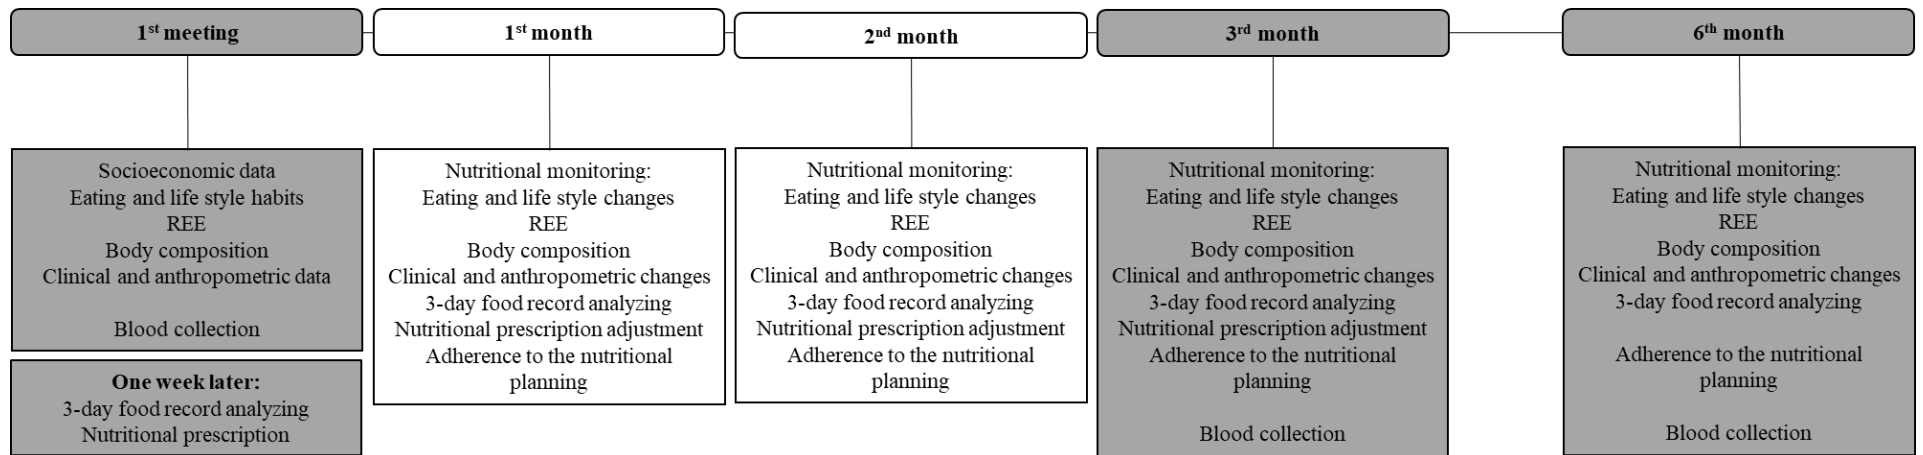 1st meeting
Socioeconomic data
Eating and life style habits
REE
Body composition
Clinical and anthropometric data
Blood collection
One week later:
3-day food record analyzing
Nutritional prescription
1st month
Nutritional monitoring:
Eating and life style changes
REE
Body composition
Clinical and anthropometric changes
3-day food record analyzing
Nutritional prescription adjustment
Adherence to the nutritional
planning
2nd month
Nutritional monitoring:
Eating and life style changes
REE
Body composition
Clinical and anthropometric changes
3-day food record analyzing
Nutritional prescription adjustment
Adherence to the nutritional
planning
3rd month
Nutritional monitoring:
Eating and life style changes
REE
Body composition
Clinical and anthropometric changes
3-day food record analyzing
Nutritional prescription adjustment
Adherence to the nutritional
planning
Blood collection
6th month
Nutritional monitoring:
Eating and life style changes
REE
Body composition
Clinical and anthropometric changes
3-day food record analyzing
Adherence to the nutritional
planning
Blood collection